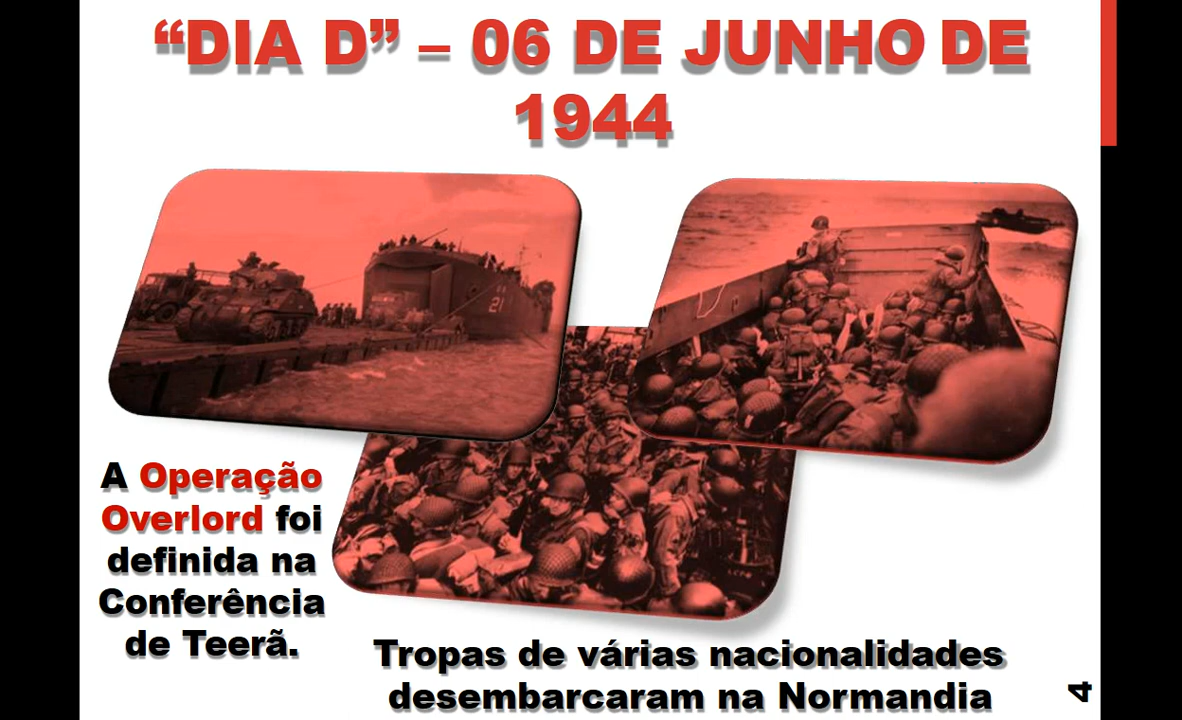 “DIA D” – 06 DE JUNHO DE
1944
21
A Operação
Overlord foi
definida na
Conferência
de Teerã.
Tropas de várias nacionalidades
desembarcaram na Normandia
4